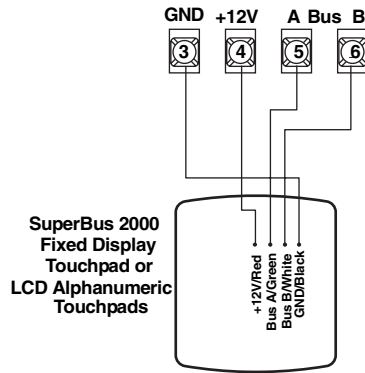 GND +12V A Bus B
3 4 5 6
SuperBus 2000
Fixed Display
Touchpad or
LCD Alphanumeric
Touchpads
+12V/Red
Bus A/Green
Bus B/White
GND/Black